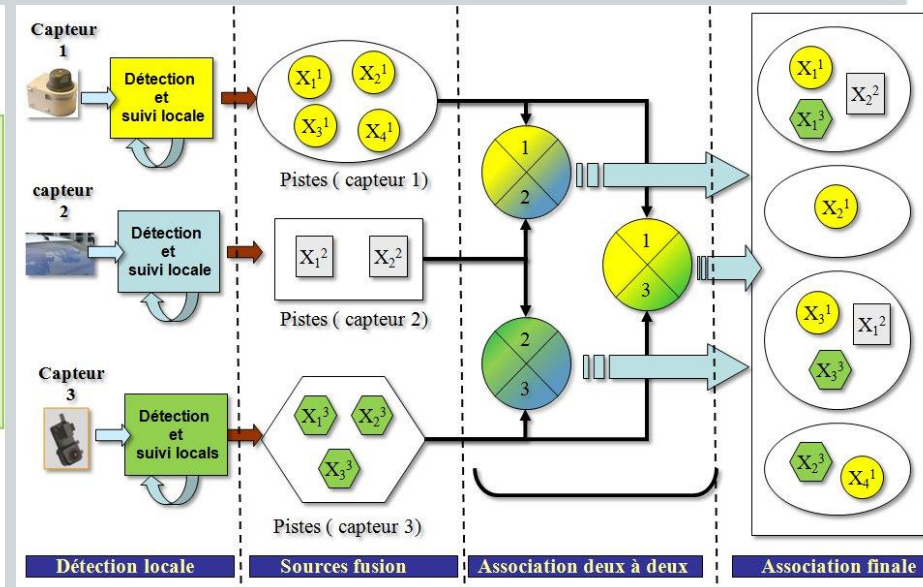 Capteur
1
Détection
et
suivi locale
X₁¹
X₂¹
X₃¹
X₄¹
Pistes ( capteur 1)
capteur
2
Détection
et
suivi locale
X₁²
X₂²
Pistes ( capteur 2)
Capteur
3
Détection
et
suivi locals
X₁³
X₂³
X₃³
Pistes ( capteur 3)
1
2
1
3
2
3
X₁¹
X₂²
X₁³
X₂¹
X₃¹
X₁²
X₃³
X₂³
X₄¹
Détection locale
Sources fusion
Association deux à deux
Association finale